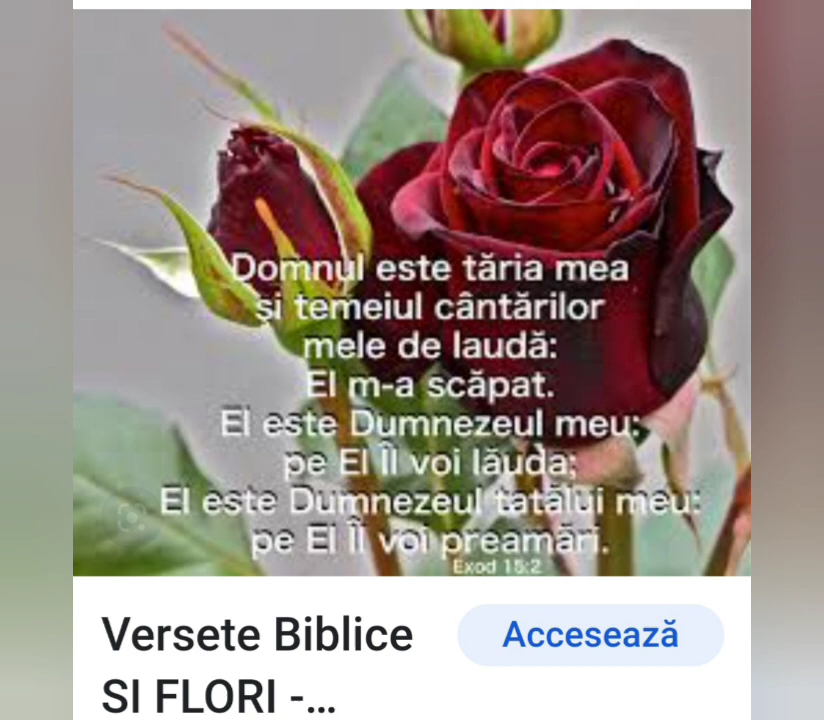 Domnul este tăria mea
și temeiul cântărilor
mele de laudă:
El m-a scăpat.
El este Dumnezeul meu:
pe El Îl voi lăuda;
El este Dumnezeul tatălui meu:
pe El Îl voi preamări.
Exod 15:2
Versete Biblice
SI FLORI -...
Accesează